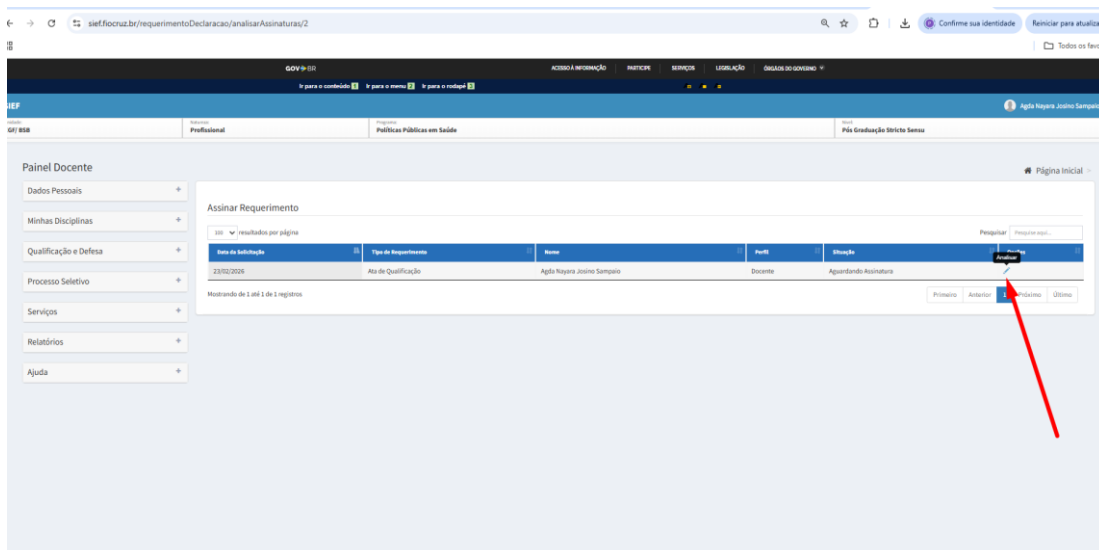 sief.fiocruz.br/requerimentoDeclaracao/analisarAssinaturas/2
Confirme sua identidade
Reiniciar para atualiza
Todos os favo
GOV BR
ACESSO À INFORMAÇÃO PARTICIPE SERVIÇOS LEGISLAÇÃO ÓRGÃOS DO GOVERNO
Ir para o conteúdo 1 Ir para o menu 2 Ir para o rodapé 3
SIEF
Agda Nayara Josino Sampaio
Programa
GF/ BSB
Profissional
Políticas Públicas em Saúde
Pós Graduação Stricto Sensu
Painel Docente
Página Inicial
Dados Pessoais +
Minhas Disciplinas +
Qualificação e Defesa +
Processo Seletivo +
Serviços +
Relatórios +
Ajuda +
Assinar Requerimento
100 resultados por página
Pesquisar Pesquise aqui...
Analisar
Data da Solicitação Tipo de Requerimento Nome Perfil Situação
23/02/2026 Ata de Qualificação Agda Nayara Josino Sampaio Docente Aguardando Assinatura
Mostrando de 1 até 1 de 1 registros
Primeiro Anterior 1 Próximo Último